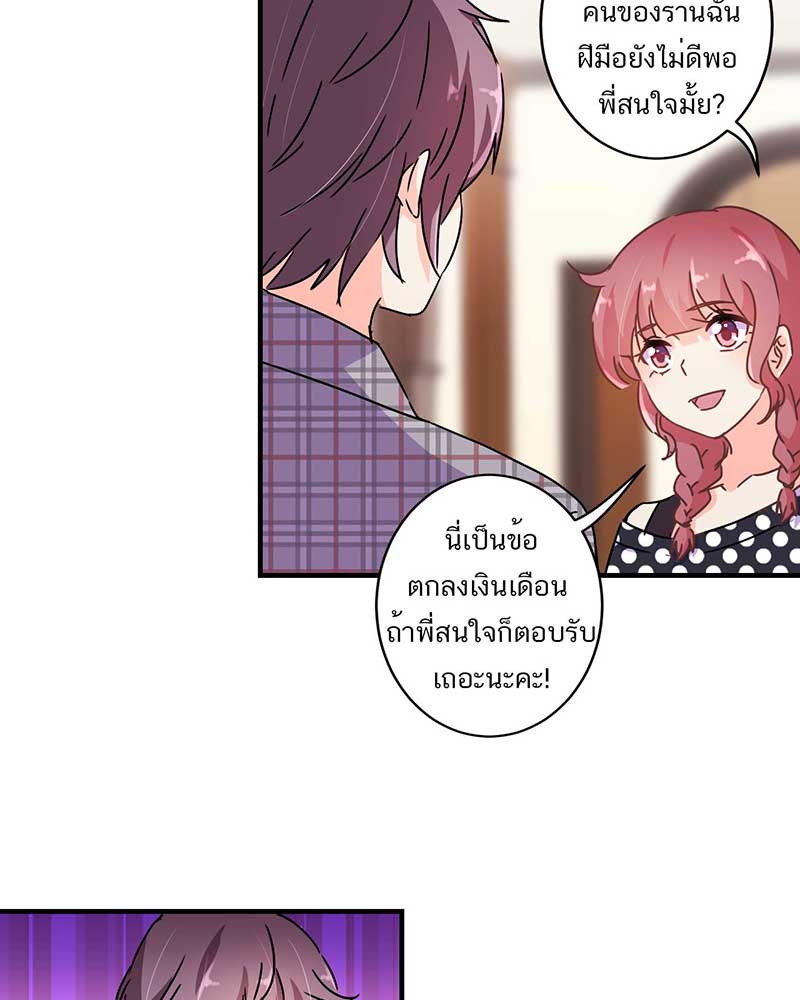 คนของร้านฉัน
ฝีมือยังไม่ดีพอ
พี่สนใจมั้ย?
นี่เป็นข้อ
ตกลงเงินเดือน
ถ้าพี่สนใจก็ตอบรับ
เถอะนะคะ!